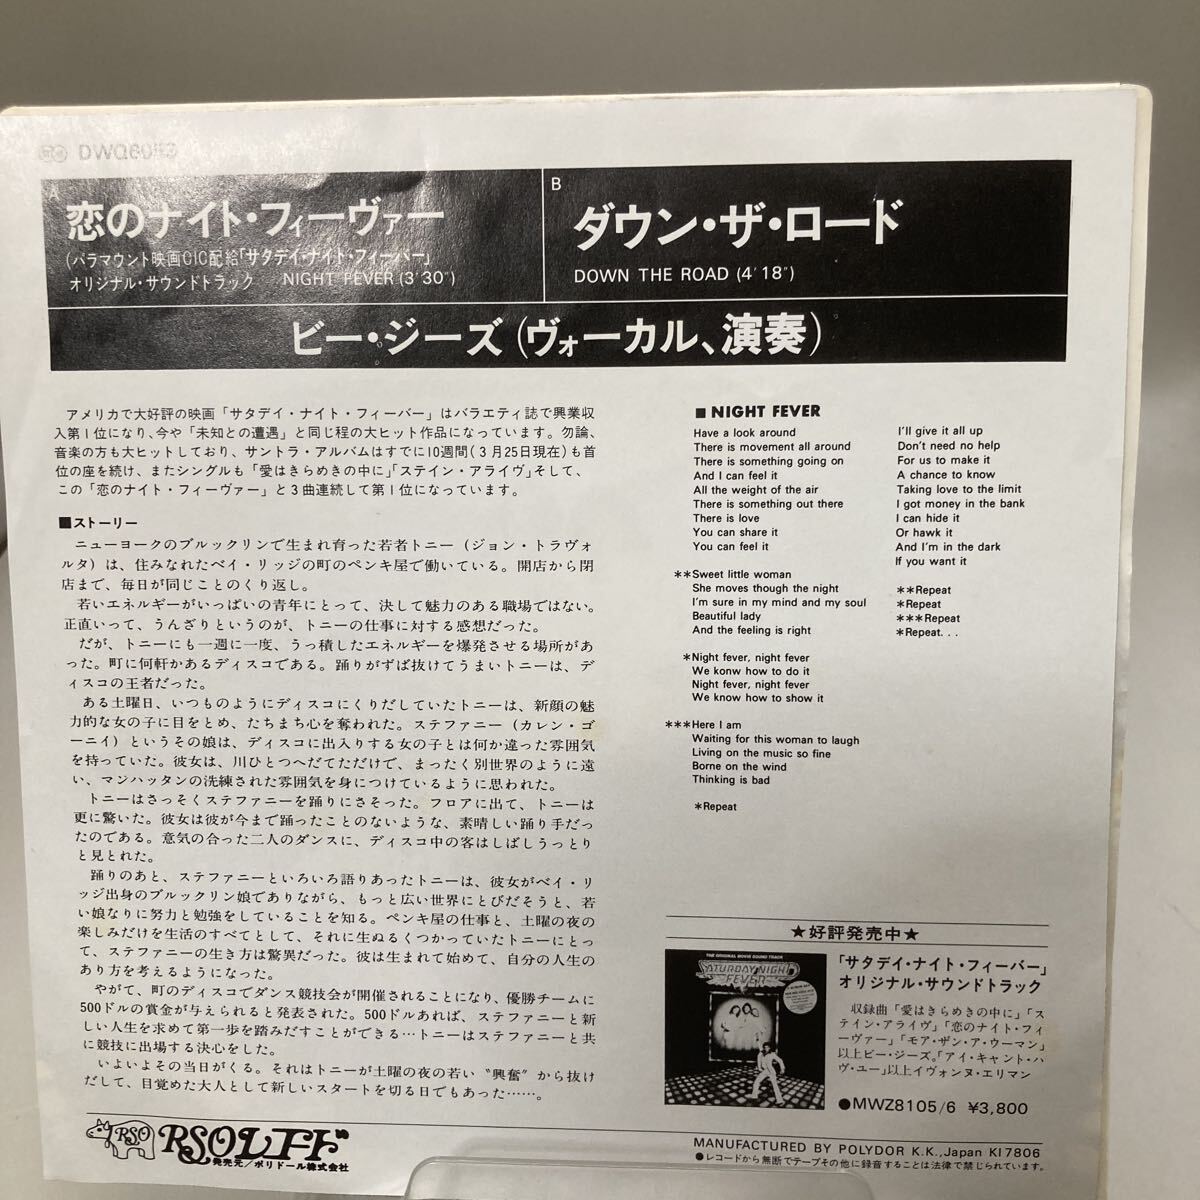 DWQ6053
恋のナイト・フィーヴァー
(パラマウント映画CIC配給「サタデイ・ナイト・フィーバー」
オリジナル・サウンドトラック NIGHT FEVER (3'30")
B
ダウン・ザ・ロード
DOWN THE ROAD (4'18")
ビー・ジーズ(ヴォーカル、演奏)
アメリカで大好評の映画「サタデイ・ナイト・フィーバー」はバラエティ誌で興業収
入第1位になり、今や「未知との遭遇」と同じ程の大ヒット作品になっています。勿論、
音楽の方も大ヒットしており、サントラ・アルバムはすでに10週間(3月25日現在)も首
位の座を続け、またシングルも「愛はきらめきの中に」「ステイン・アライヴ」そして、
この「恋のナイト・フィーヴァー」と3曲連続して第1位になっています。
■ストーリー
ニューヨークのブルックリンで生まれ育った若者トニー(ジョン・トラヴォ
ルタ)は、住みなれたベイ・リッジの町のペンキ屋で働いている。開店から閉
店まで、毎日が同じことのくり返し。
若いエネルギーがいっぱいの青年にとって、決して魅力のある職場ではない。
正直いって、うんざりというのが、トニーの仕事に対する感想だった。
だが、トニーにも一週に一度、うっ積したエネルギーを爆発させる場所があ
った。町に何軒かあるディスコである。踊りがずば抜けてうまいトニーは、デ
ィスコの王者だった。
ある土曜日、いつものようにディスコにくりだしていたトニーは、新顔の魅
力的な女の子に目をとめ、たちまち心を奪われた。ステファニー(カレン・ゴ
ーニイ)というその娘は、ディスコに出入りする女の子とは何か違った雰囲気
を持っていた。彼女は、川ひとつへだてただけで、まったく別世界のように遠
い、マンハッタンの洗練された雰囲気を身につけているように思われた。
トニーはさっそくステファニーを踊りにさそった。フロアに出て、トニーは
更に驚いた。彼女は彼が今まで踊ったことのないような、素晴しい踊り手だっ
たのである。意気の合った二人のダンスに、ディスコ中の客はしばしうっとり
と見とれた。
踊りのあと、ステファニーといろいろ語りあったトニーは、彼女がベイ・リ
ッジ出身のブルックリン娘でありながら、もっと広い世界にとびだそうと、若
い娘なりに努力と勉強をしていることを知る。ペンキ屋の仕事と、土曜の夜の
楽しみだけを生活のすべてとして、それに生ぬるくつかっていたトニーにとっ
て、ステファニーの生き方は驚異だった。彼は生まれて始めて、自分の人生の
あり方を考えるようになった。
やがて、町のディスコでダンス競技会が開催されることになり、優勝チームに
500ドルの賞金が与えられると発表された。500ドルあれば、ステファニーと新
しい人生を求めて第一歩を踏みだすことができる…トニーはステファニーと共
に競技に出場する決心をした。
いよいよその当日がくる。それはトニーが土曜の夜の若い〝興奮〟から抜け
だして、目覚めた大人として新しいスタートを切る日でもあった……。
■ NIGHT FEVER
Have a look around
There is movement all around
There is something going on
And I can feel it
All the weight of the air
There is something out there
There is love
You can share it
You can feel it
**Sweet little woman
She moves though the night
I'm sure in my mind and my soul
Beautiful lady
And the feeling is right
*Night fever, night fever
We konw how to do it
Night fever, night fever
We know how to show it
***Here I am
Waiting for this woman to laugh
Living on the music so fine
Borne on the wind
Thinking is bad
*Repeat
I'll give it all up
Don't need no help
For us to make it
A chance to know
Taking love to the limit
I got money in the bank
I can hide it
Or hawk it
And I'm in the dark
If you want it
**Repeat
*Repeat
***Repeat
*Repeat. . .
★好評発売中★
THE ORIGINAL MOVIE SOUND TRACK
SATURDAY NIGHT
FEVER
「サタデイ・ナイト・フィーバー」
オリジナル・サウンドトラック
収録曲「愛はきらめきの中に」「ス
テイン・アライヴ」「恋のナイト・フィ
ーヴァー」「モア・ザン・ア・ウーマン」
以上ビー・ジーズ。「アイ・キャント・ハ
ヴ・ユー」以上イヴォンヌ・エリマン
●MWZ8105/6 ¥3,800
RSO RSOレコード
発売元/ポリドール株式会社
MANUFACTURED BY POLYDOR K.K.,Japan KI7806
●レコードから無断でテープその他に録音することは法律で禁じられています。